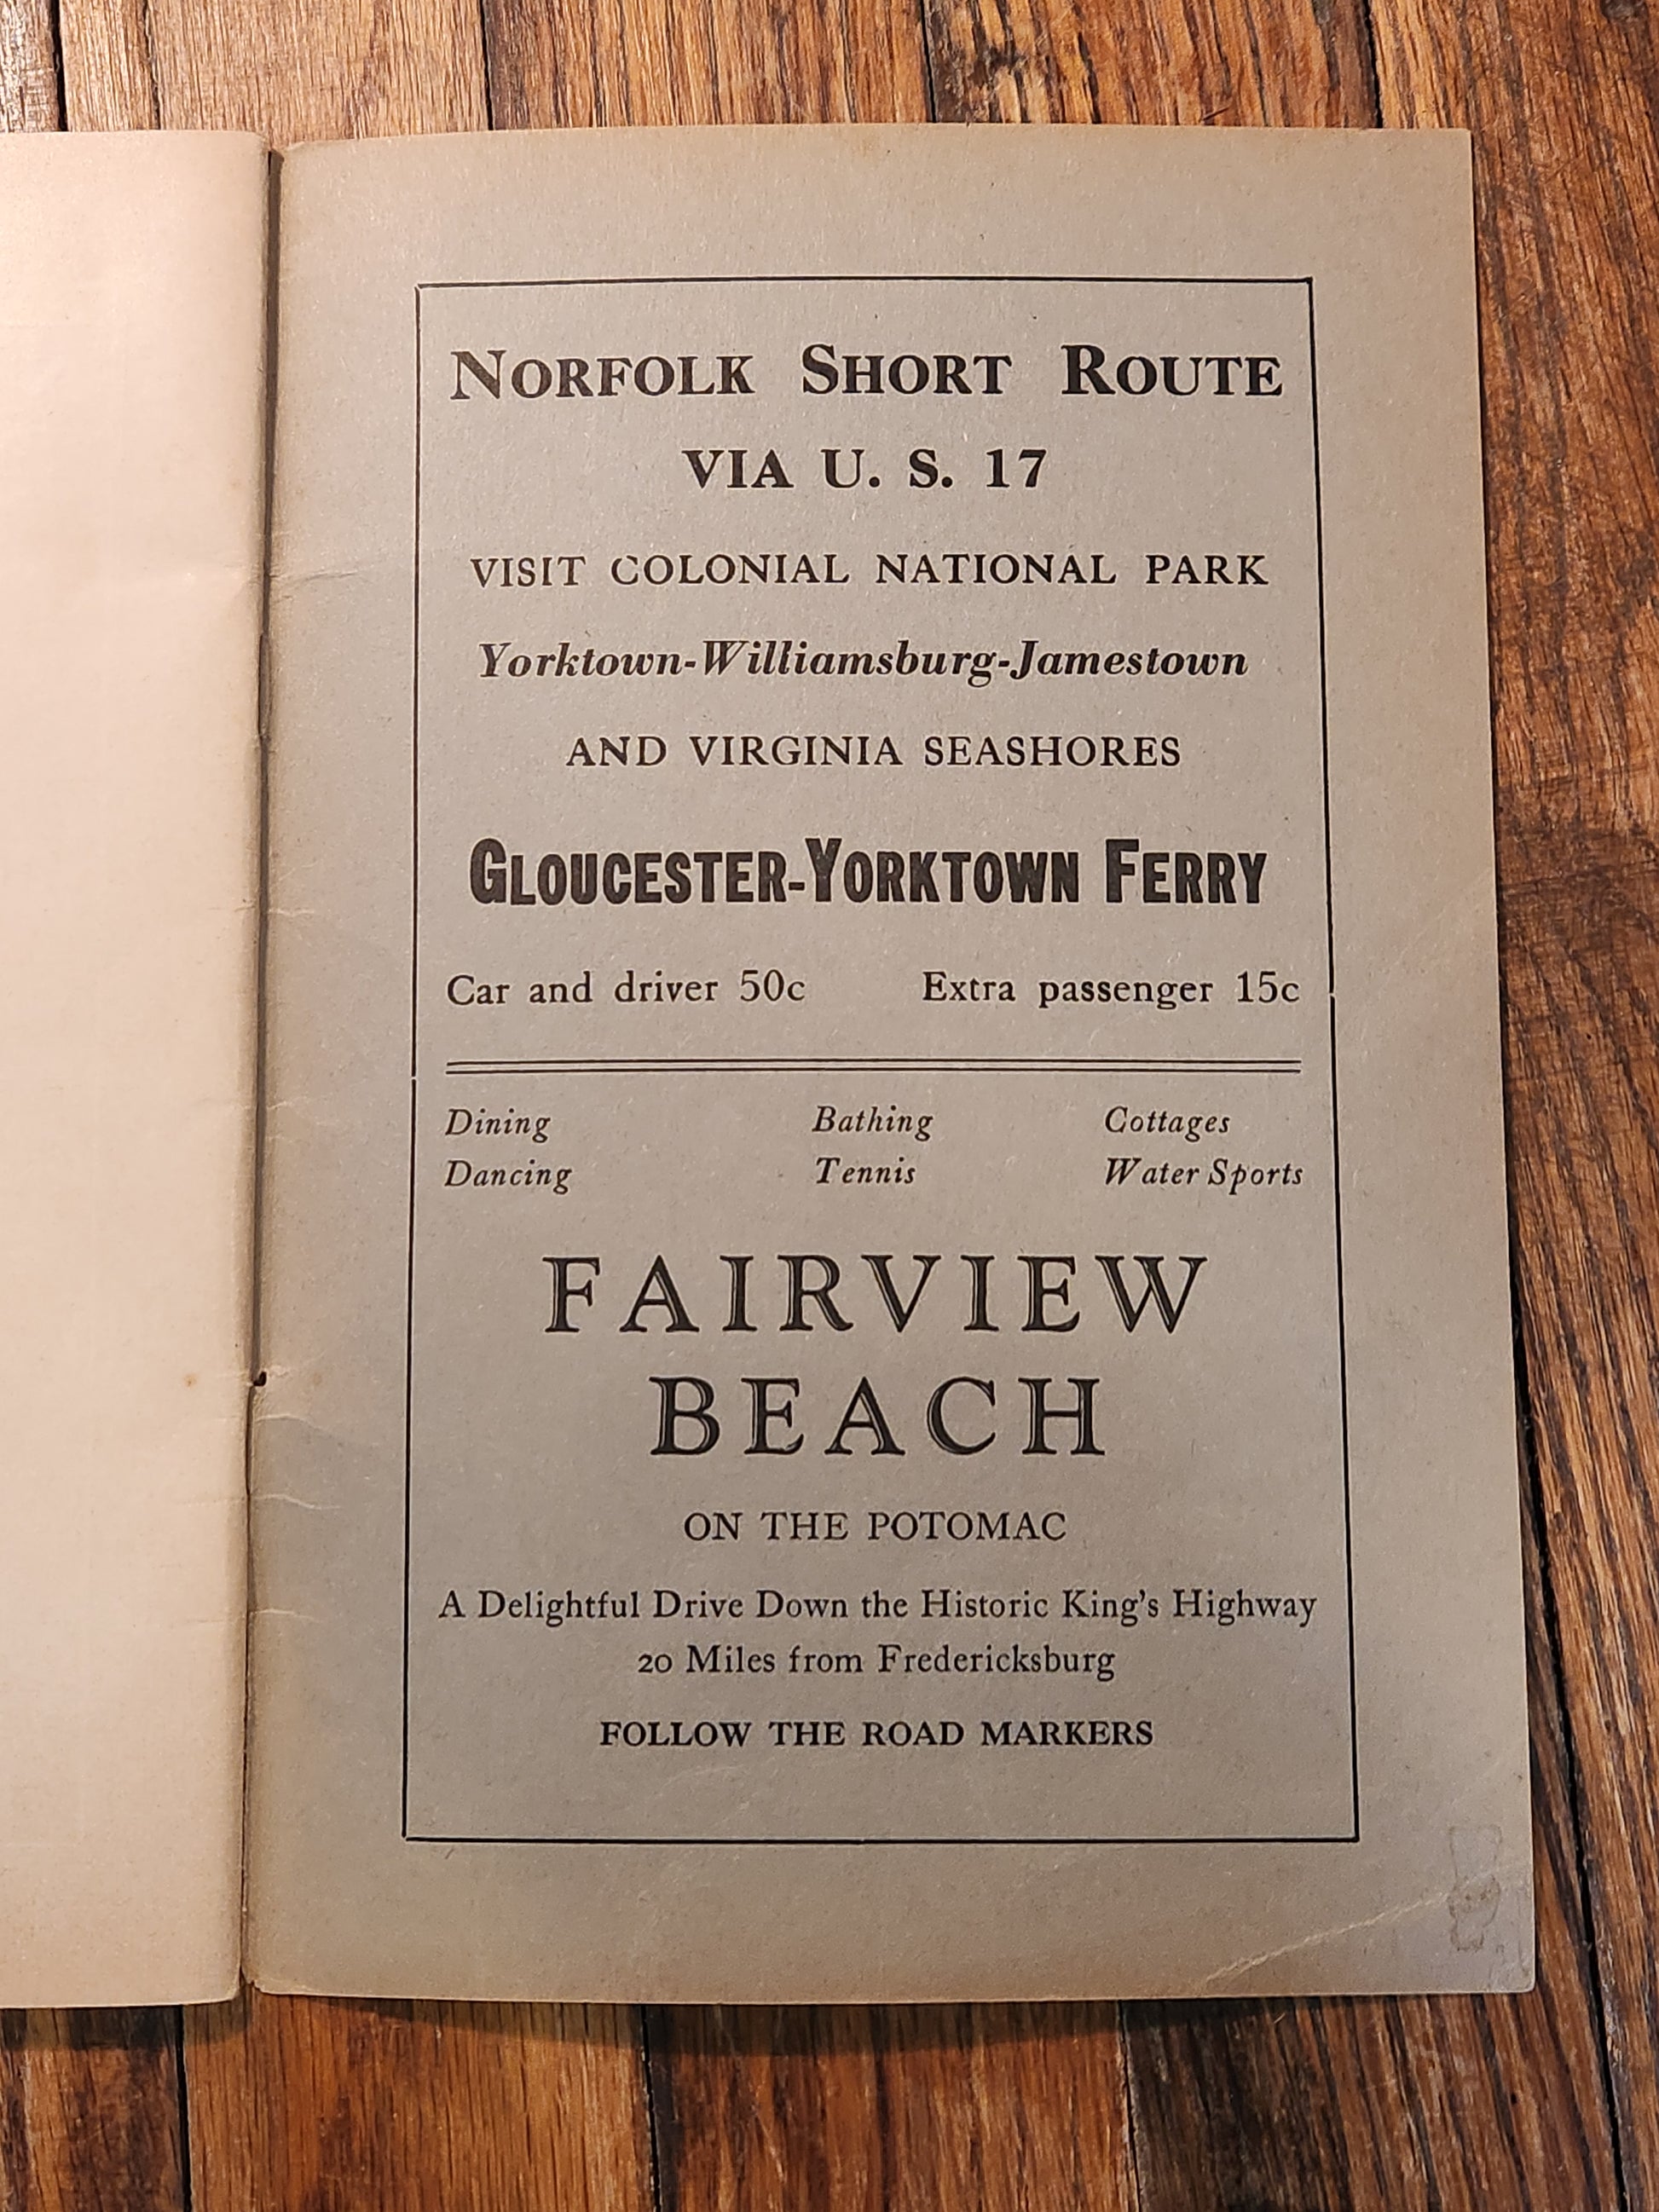 NORFOLK SHORT ROUTE
VIA U. S. 17
VISIT COLONIAL NATIONAL PARK
Yorktown-Williamsburg-Jamestown
AND VIRGINIA SEASHORES
GLOUCESTER-YORKTOWN FERRY
Car and driver 50c Extra passenger 15c
Dining Bathing Cottages
Dancing Tennis Water Sports
FAIRVIEW
BEACH
ON THE POTOMAC
A Delightful Drive Down the Historic King's Highway
20 Miles from Fredericksburg
FOLLOW THE ROAD MARKERS